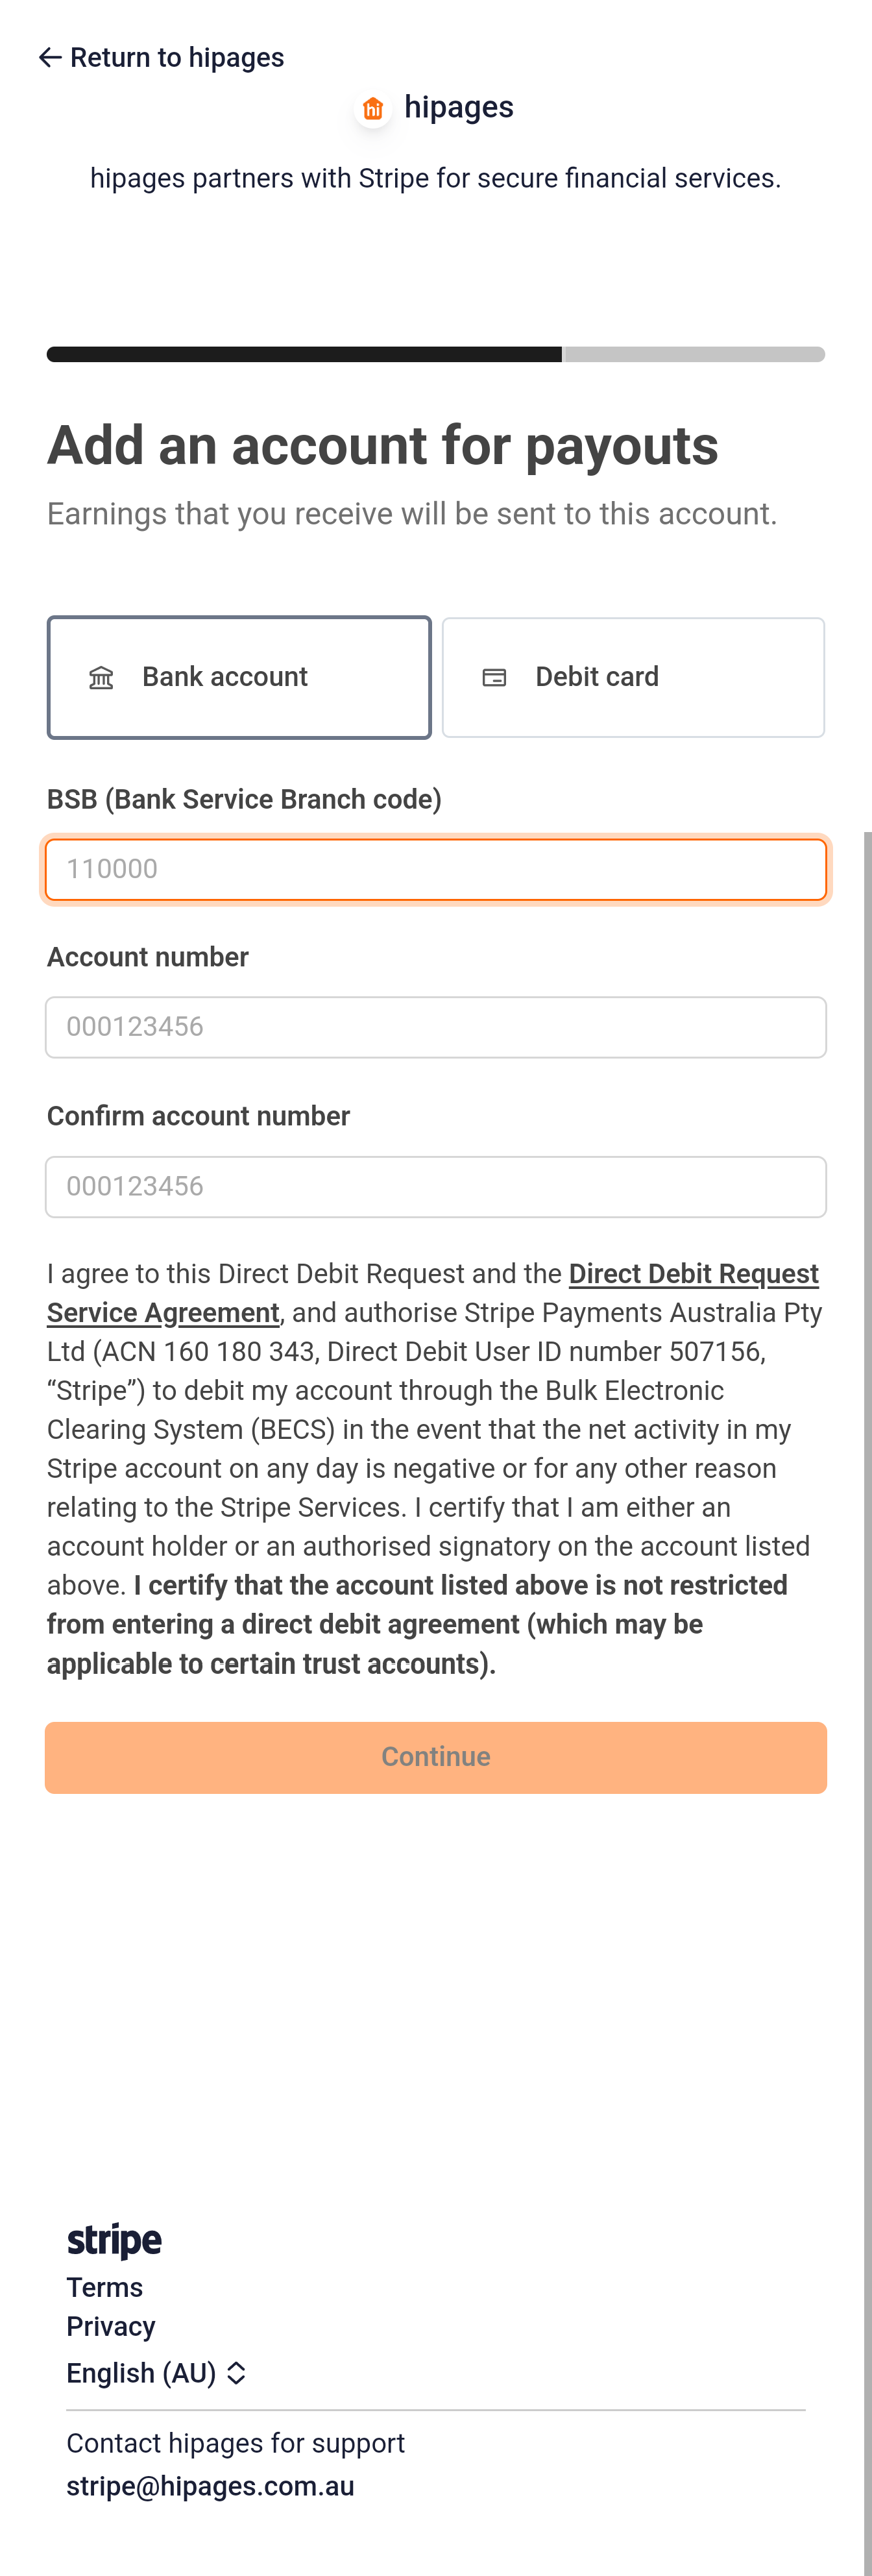 Return to hipages
hi hipages
hipages partners with Stripe for secure financial services.
Add an account for payouts
Earnings that you receive will be sent to this account.
Bank account
Debit card
BSB (Bank Service Branch code)
110000
Account number
000123456
Confirm account number
000123456
I agree to this Direct Debit Request and the Direct Debit Request
Service Agreement, and authorise Stripe Payments Australia Pty
Ltd (ACN 160 180 343, Direct Debit User ID number 507156,
“Stripe”) to debit my account through the Bulk Electronic
Clearing System (BECS) in the event that the net activity in my
Stripe account on any day is negative or for any other reason
relating to the Stripe Services. I certify that I am either an
account holder or an authorised signatory on the account listed
above. I certify that the account listed above is not restricted
from entering a direct debit agreement (which may be
applicable to certain trust accounts).
Continue
stripe
Terms
Privacy
English (AU)
Contact hipages for support
stripe@hipages.com.au